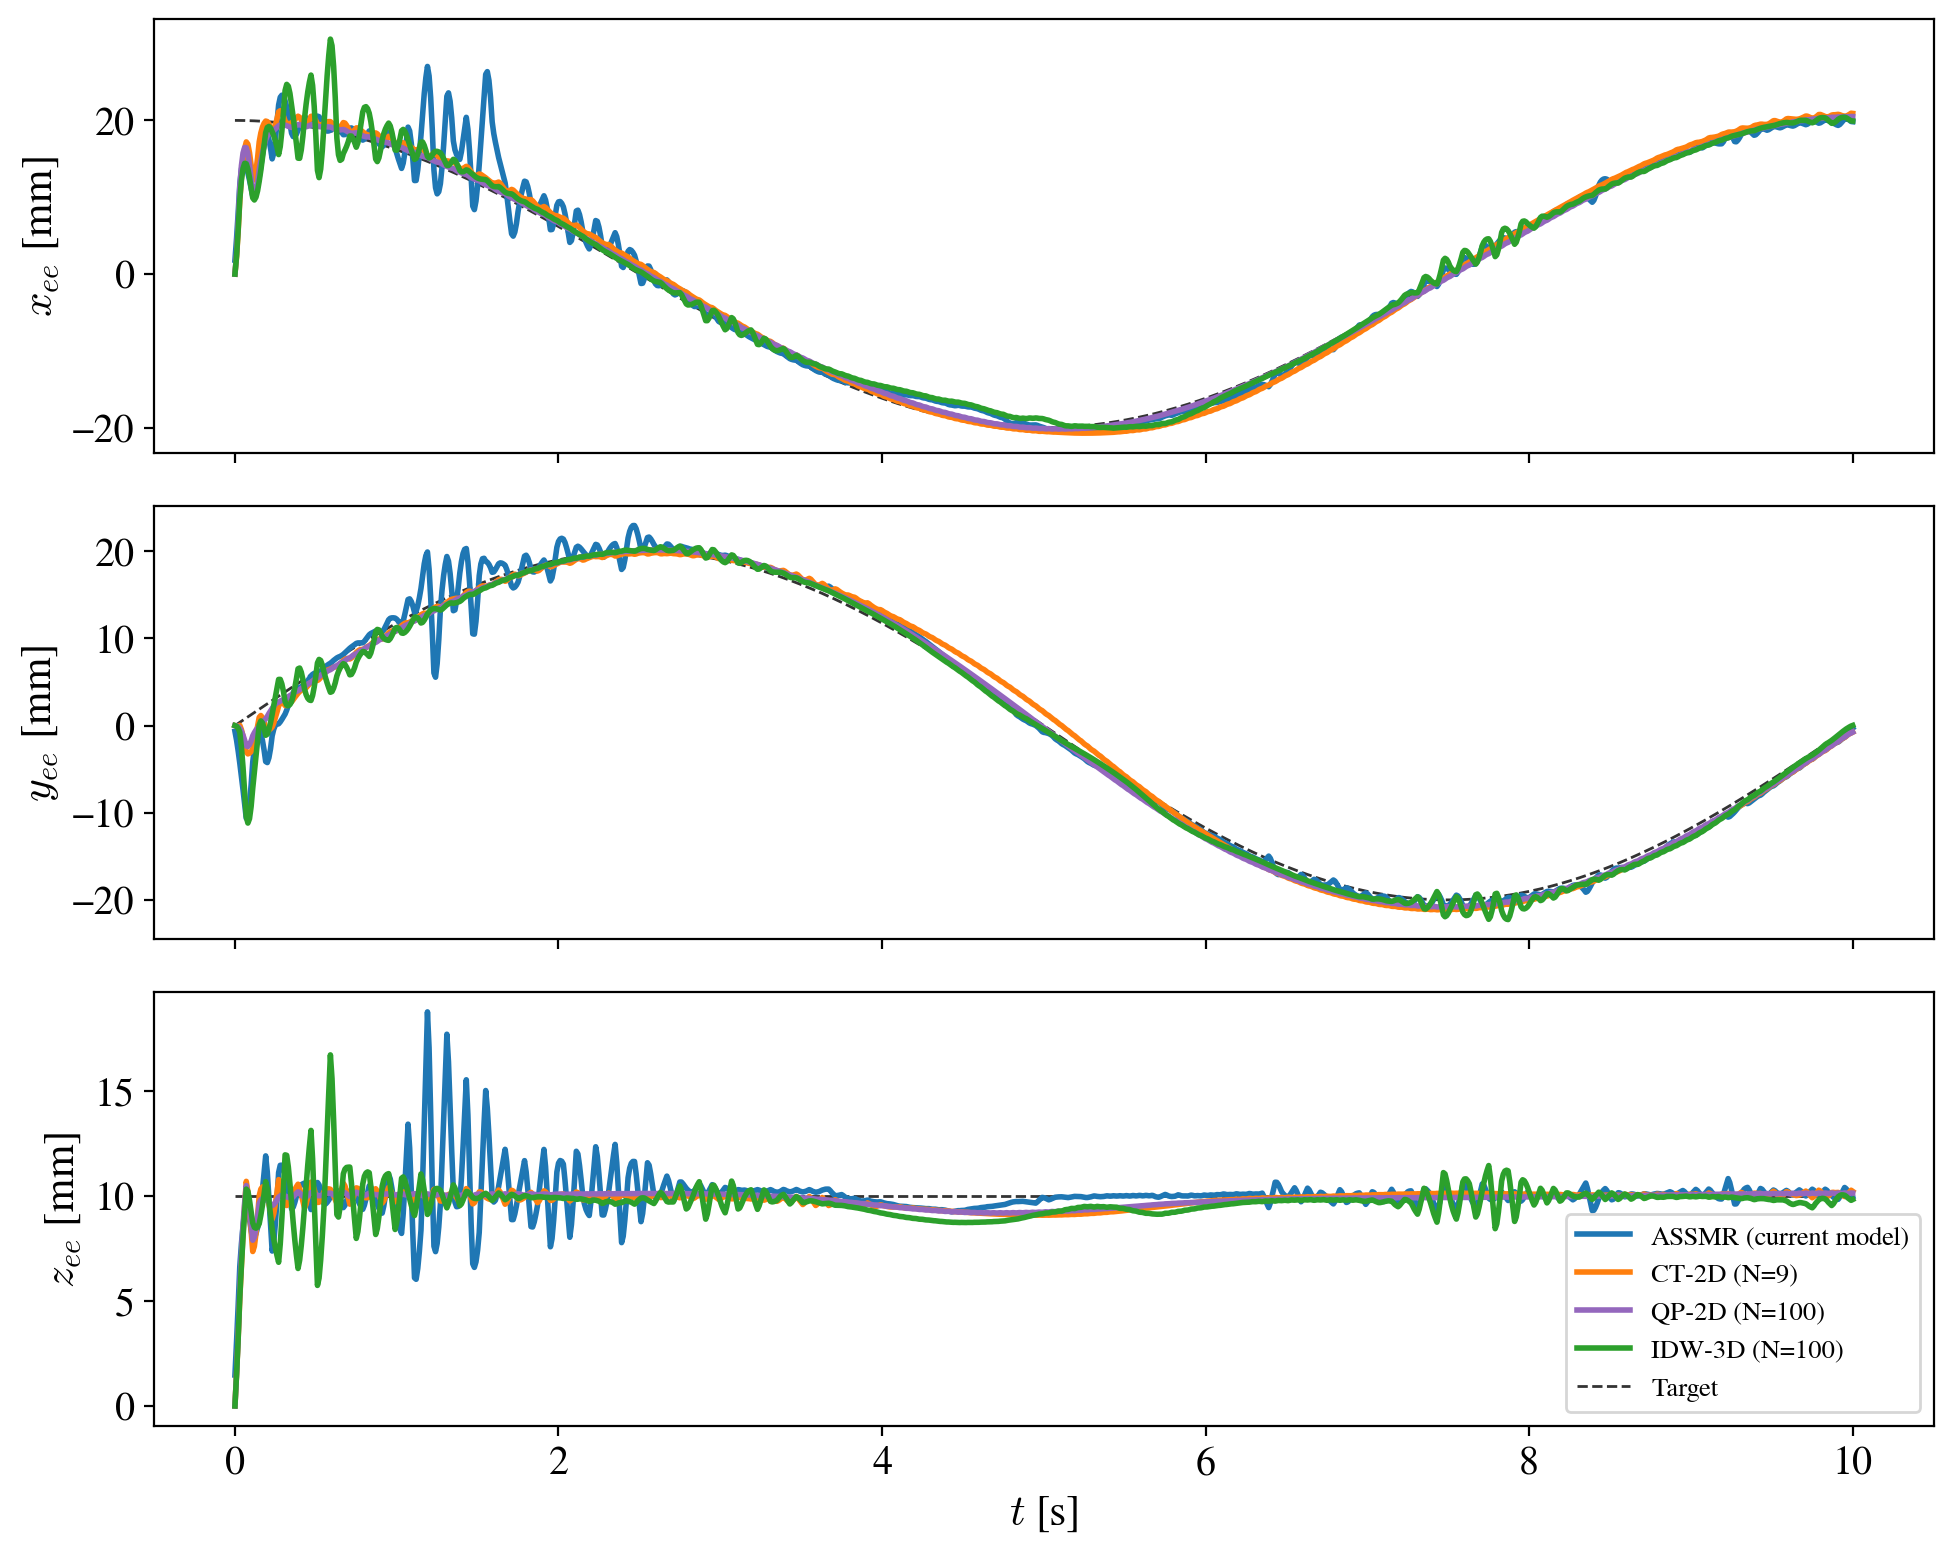 20
0
−20
x_ee [mm]
20
10
0
−10
−20
y_ee [mm]
15
10
5
0
z_ee [mm]
ASSMR (current model)
CT-2D (N=9)
QP-2D (N=100)
IDW-3D (N=100)
Target
0 2 4 6 8 10
t [s]